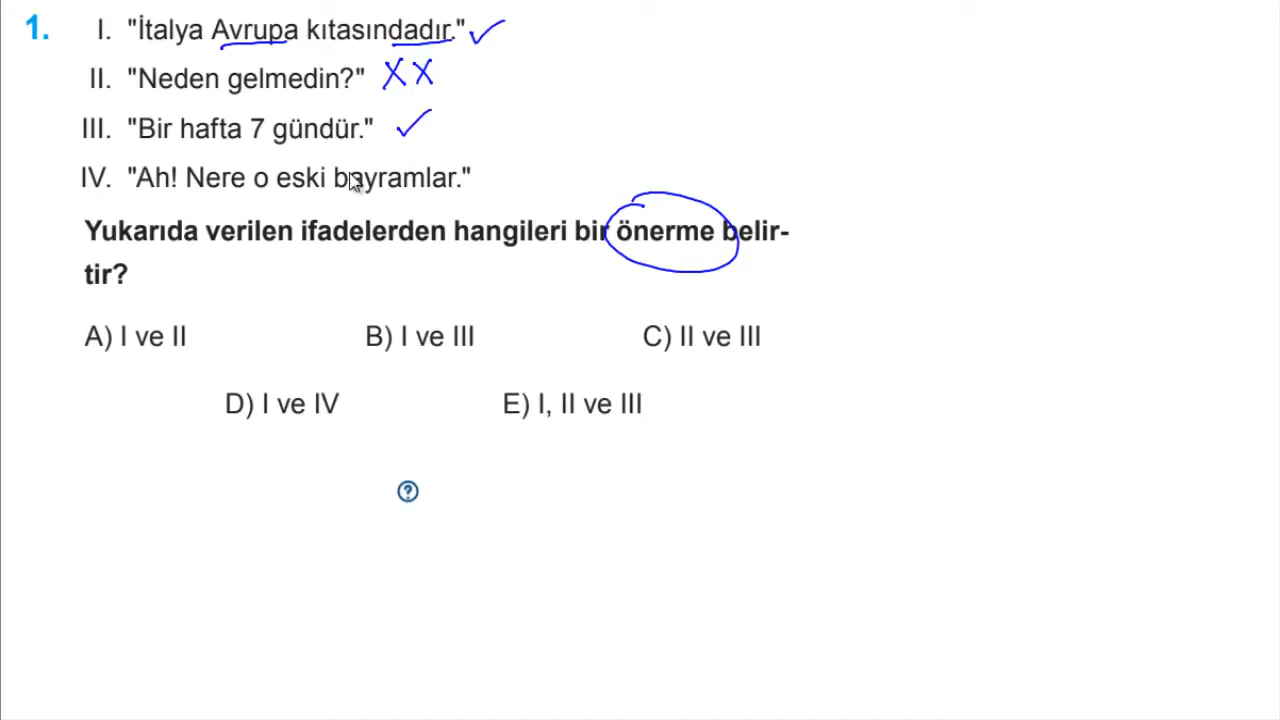 1. I. "İtalya Avrupa kıtasındadır."
II. "Neden gelmedin?" X X
III. "Bir hafta 7 gündür."
IV. "Ah! Nere o eski bayramlar."
Yukarıda verilen ifadelerden hangileri bir önerme belir-
tir?
A) I ve II B) I ve III C) II ve III
D) I ve IV E) I, II ve III
?